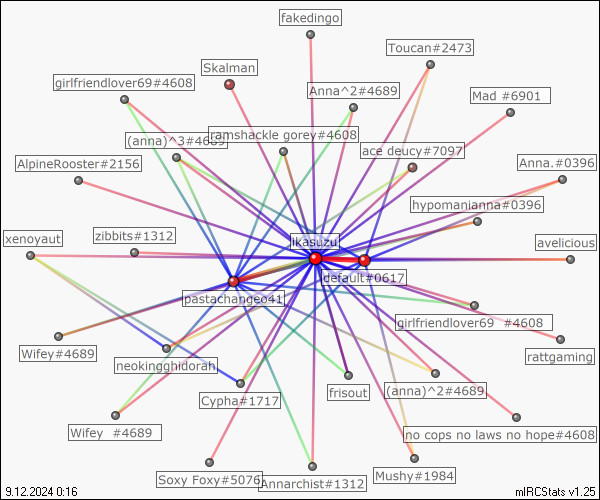 fakedingo
Toucan#2473
Skalman
girlfriendlover69#4608
Anna^2#4689
Mad #6901
(anna)^3#4689
ramshackle gorey#4608
ace deucy#7097
AlpineRooster#2156
Anna.#0396
hypomanianna#0396
xenoyaut
zibbits#1312
ikasuzu
avelicious
default#0617
pastachangeo41
girlfriendlover69 #4608
Wifey#4689
rattgaming
neokingghidorah
Cypha#1717
frisout
(anna)^2#4689
Wifey #4689
no cops no laws no hope#4608
Soxy Foxy#5076
Annarchist#1312
Mushy#1984
9.12.2024 0:16
mIRCStats v1.25